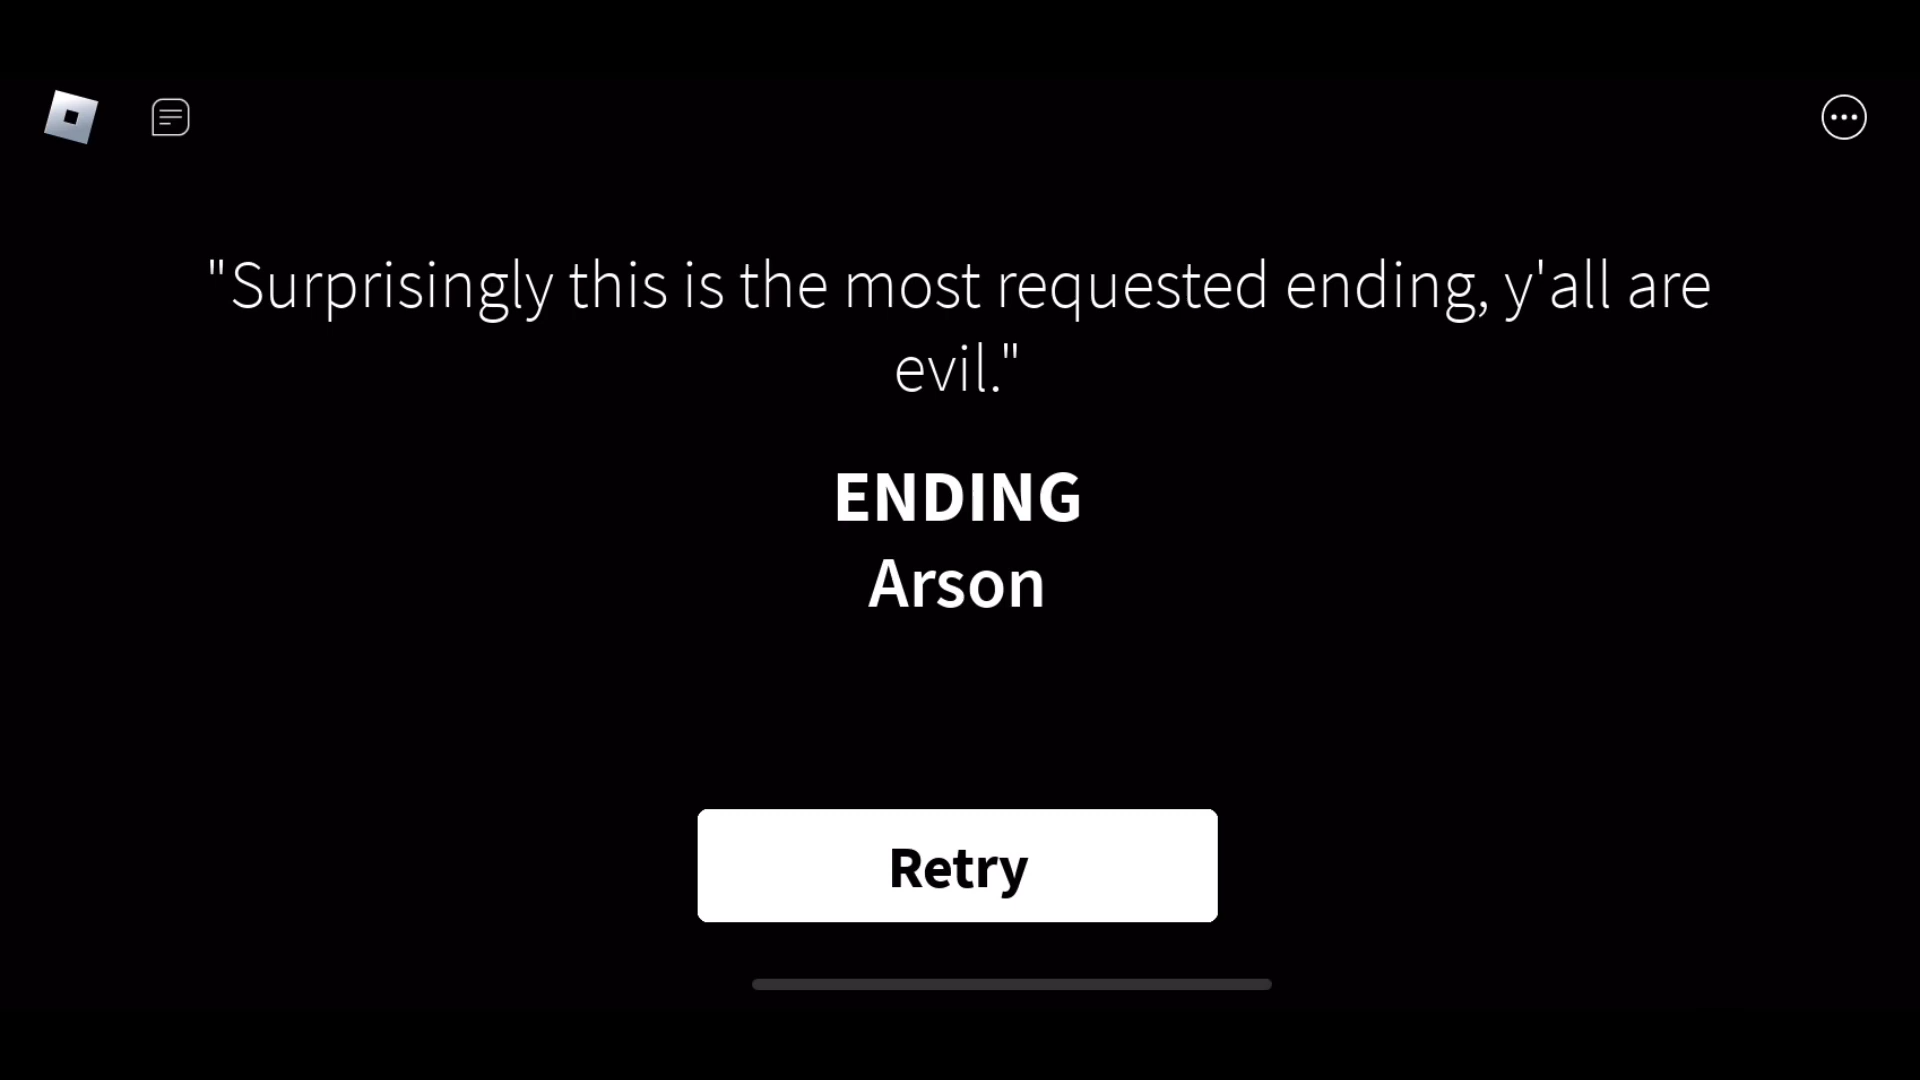 "Surprisingly this is the most requested ending, y'all are
evil."
ENDING
Arson
Retry